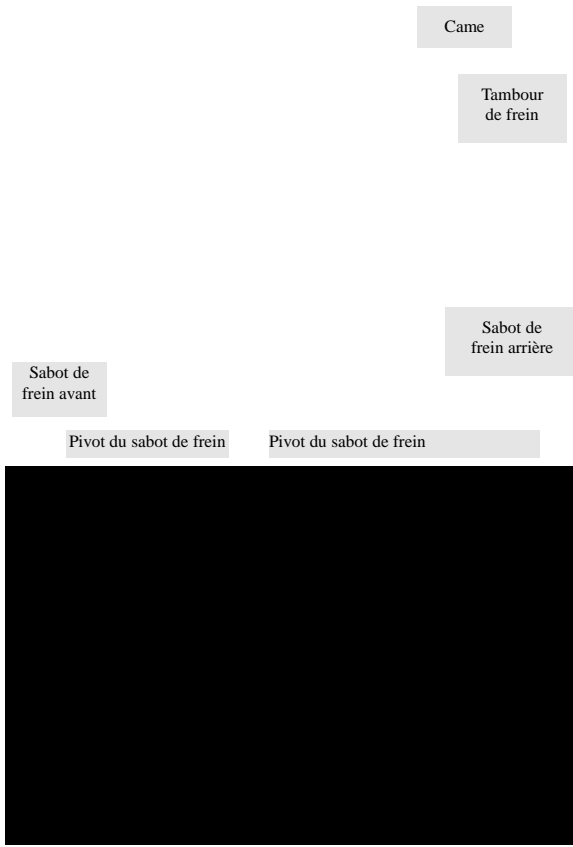 Came
Tambour
de frein
Sabot de
frein arrière
Sabot de
frein avant
Pivot du sabot de frein
Pivot du sabot de frein